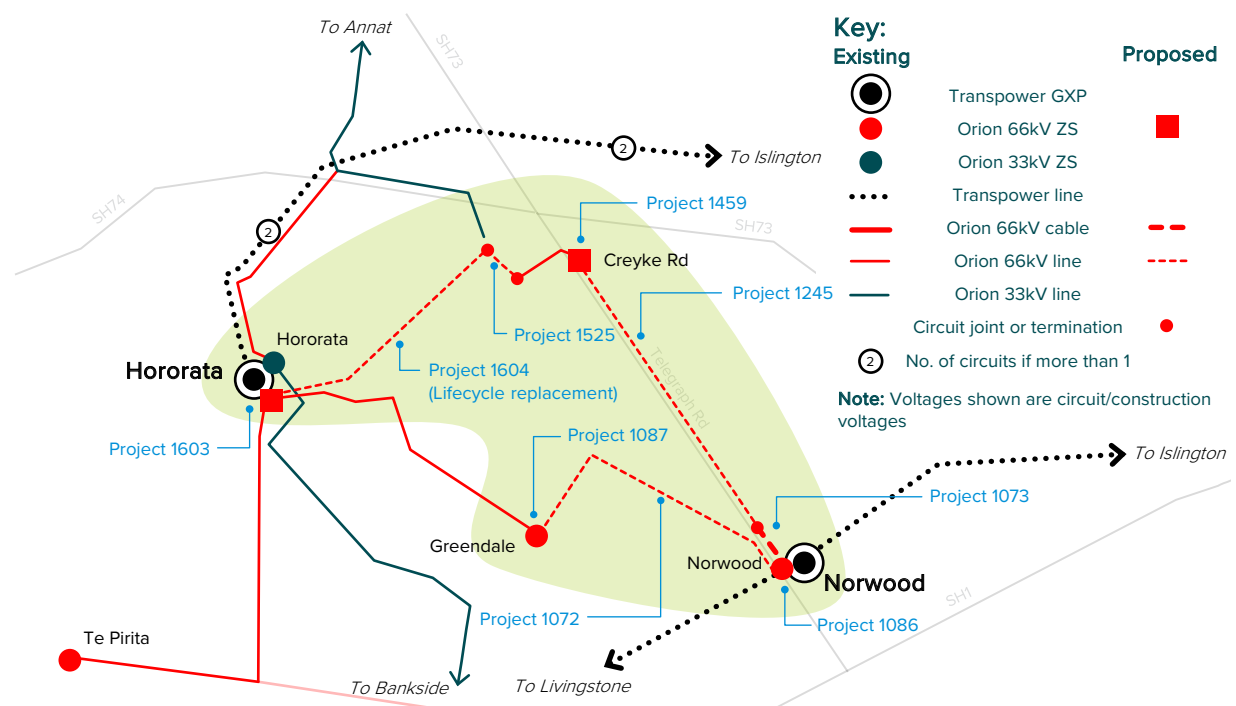 To Annat
SH73
Key:
Existing
Proposed
Transpower GXP
Orion 66kV ZS
Orion 33kV ZS
Transpower line
Orion 66kV cable
Orion 66kV line
Orion 33kV line
Circuit joint or termination
2 No. of circuits if more than 1
Note: Voltages shown are circuit/construction
voltages
2
To Islington
SH74
Project 1459
SH73
2
Creyke Rd
Project 1245
Project 1525
Hororata
Hororata
Project 1604
(Lifecycle replacement)
Telegraph Rd
Project 1603
Project 1087
To Islington
Project 1073
Greendale
Norwood
Norwood
SH1
Project 1072
Project 1086
Te Pirita
To Bankside
To Livingstone